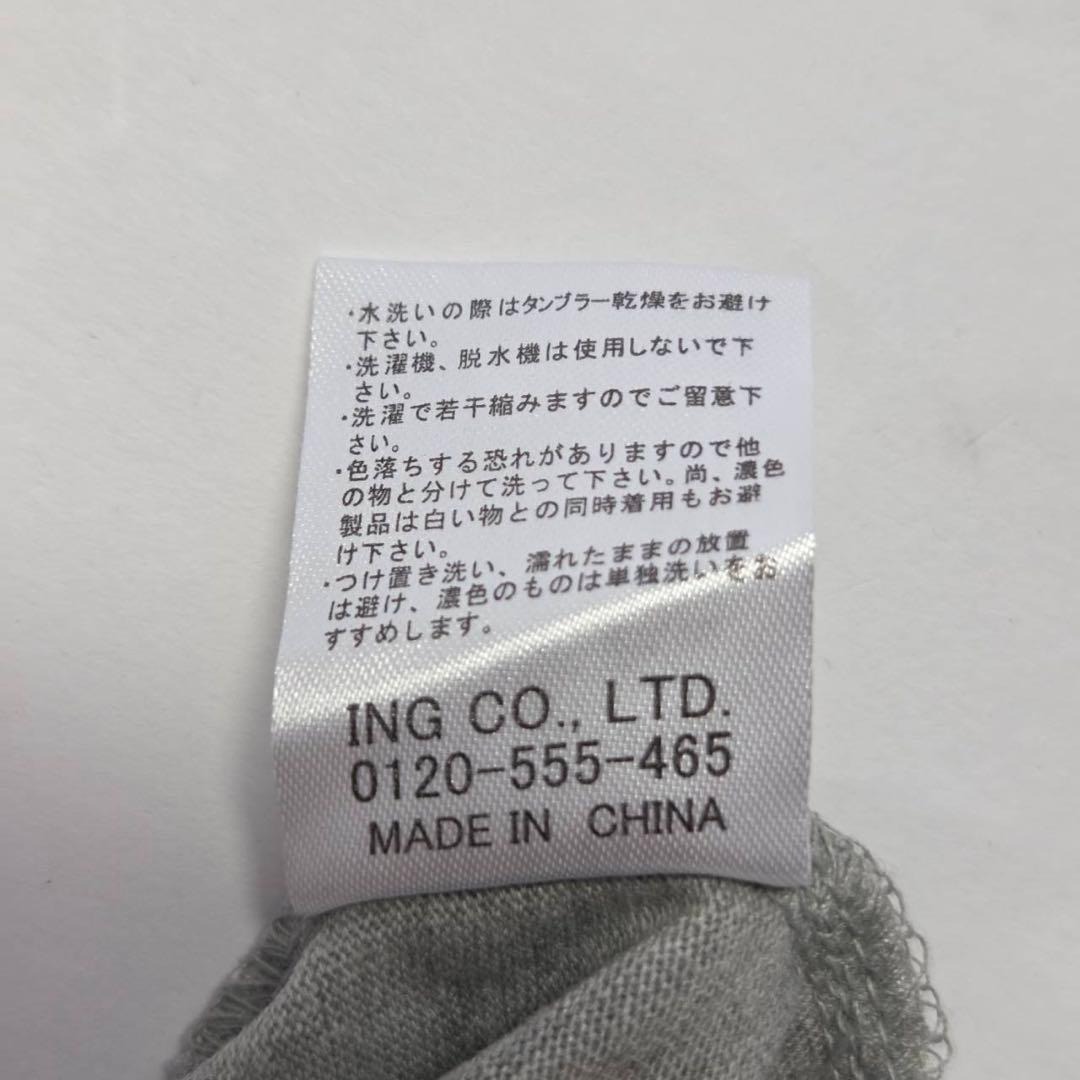 ・水洗いの際はタンブラー乾燥をお避け
下さい。
・洗濯機、脱水機は使用しないで下
さい。
・洗濯で若干縮みますのでご留意下
さい。
・色落ちする恐れがありますので他
の物と分けて洗って下さい。尚、濃色
製品は白い物との同時着用もお避
け下さい。
・つけ置き洗い、濡れたままの放置
は避け、濃色のものは単独洗いをお
すすめします。
ING CO., LTD.
0120-555-465
MADE IN CHINA